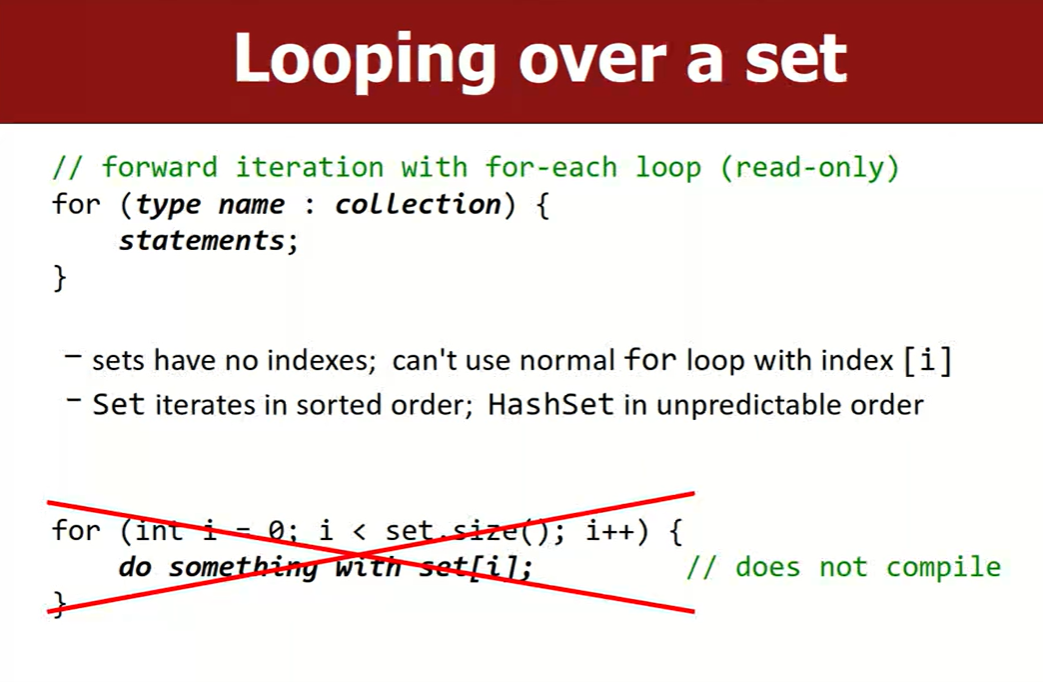 Looping over a set
// forward iteration with for-each loop (read-only)
for (type name : collection) {
    statements;
}
– sets have no indexes;  can't use normal for loop with index [i]
– Set iterates in sorted order;  HashSet in unpredictable order
for (int i = 0; i < set.size(); i++) {
    do something with set[i];         // does not compile
}